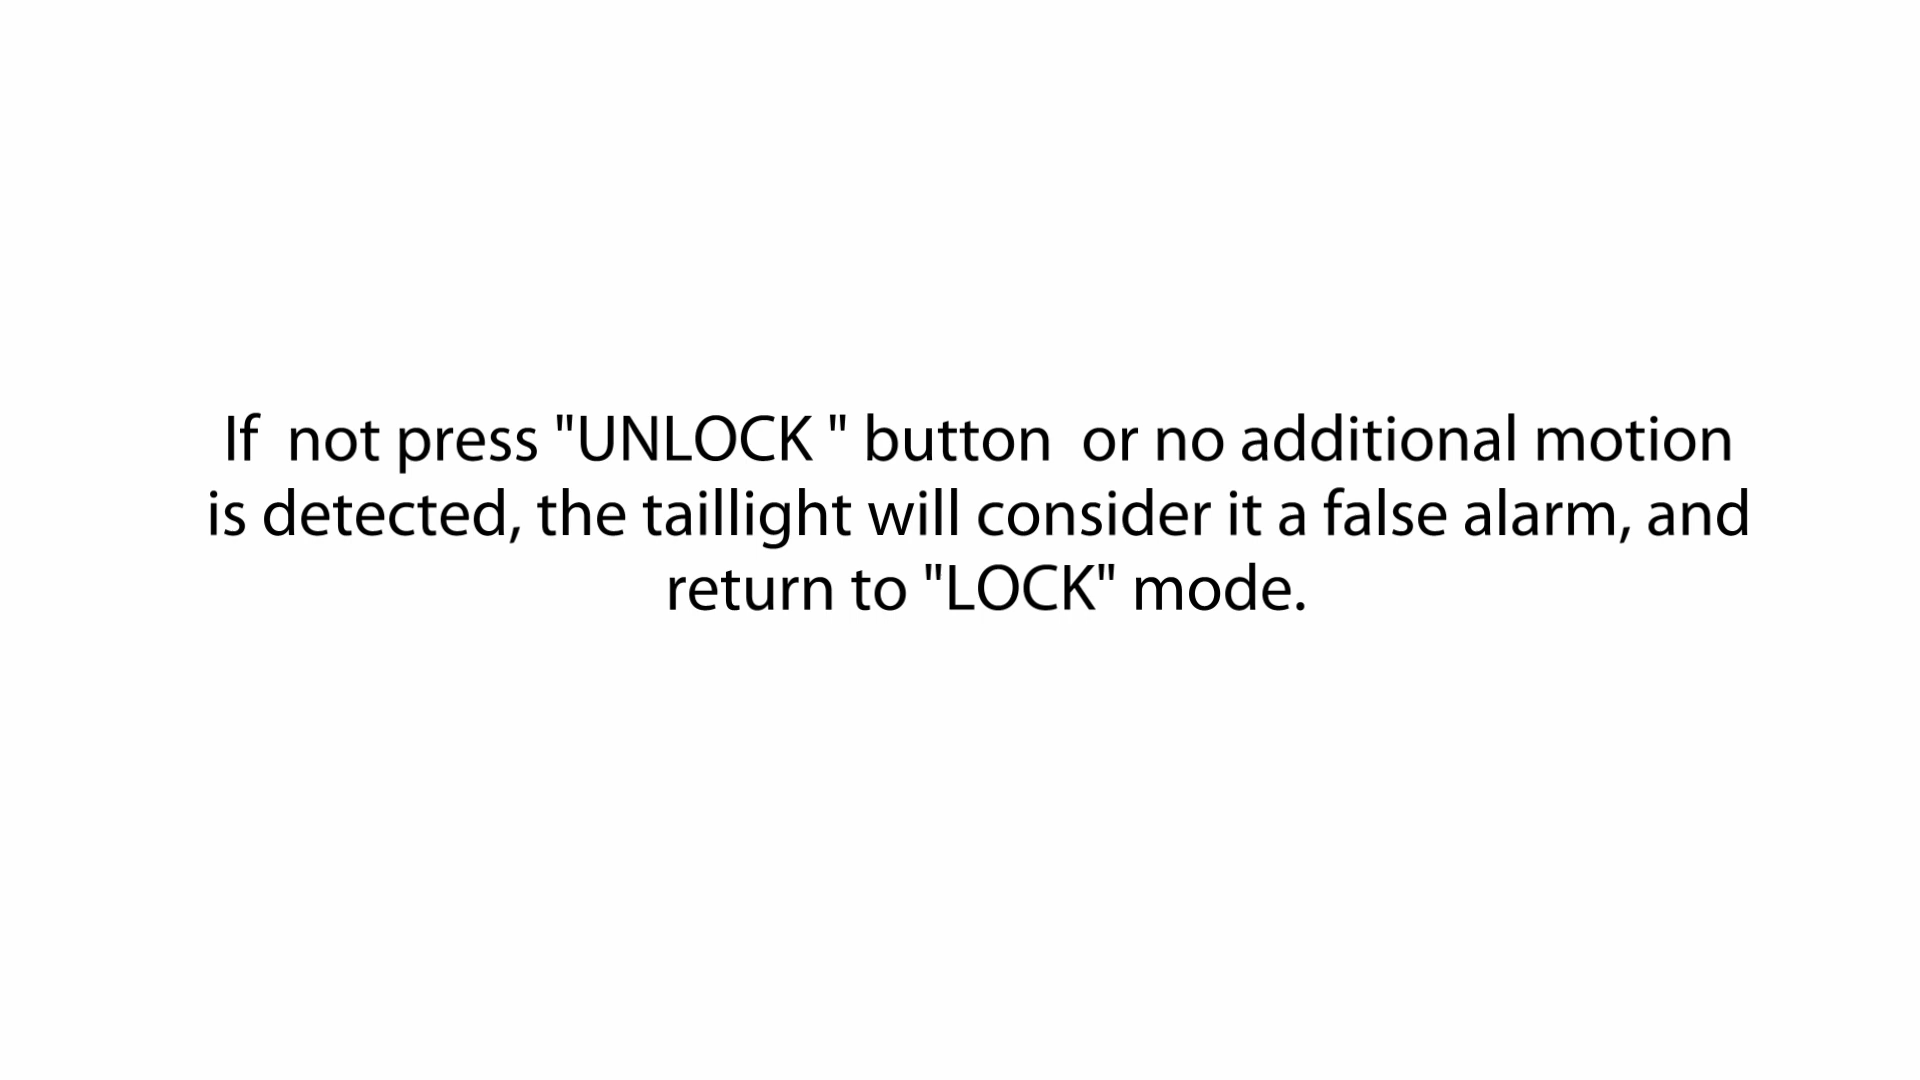 If  not press "UNLOCK " button  or no additional motion
is detected, the taillight will consider it a false alarm, and
return to "LOCK" mode.